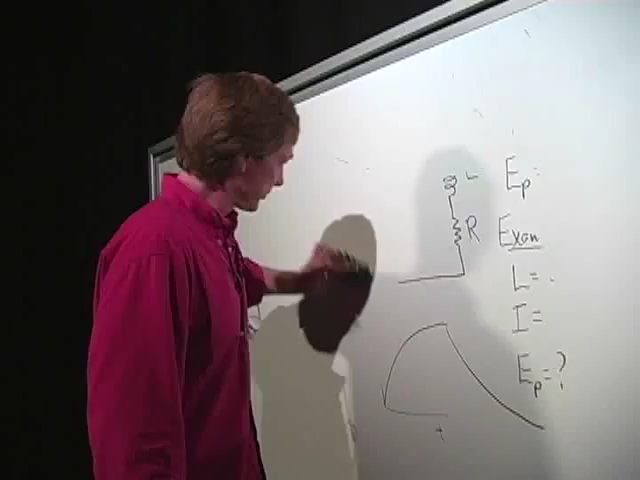 L
R
Ep=
Exam
L=.
I=
Ep=?
t